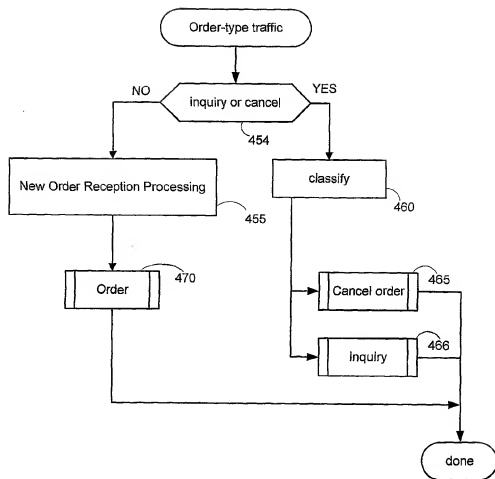 Order-type traffic
NO
YES
inquiry or cancel
454
New Order Reception Processing
455
classify
460
Order
470
Cancel order
465
Inquiry
466
done